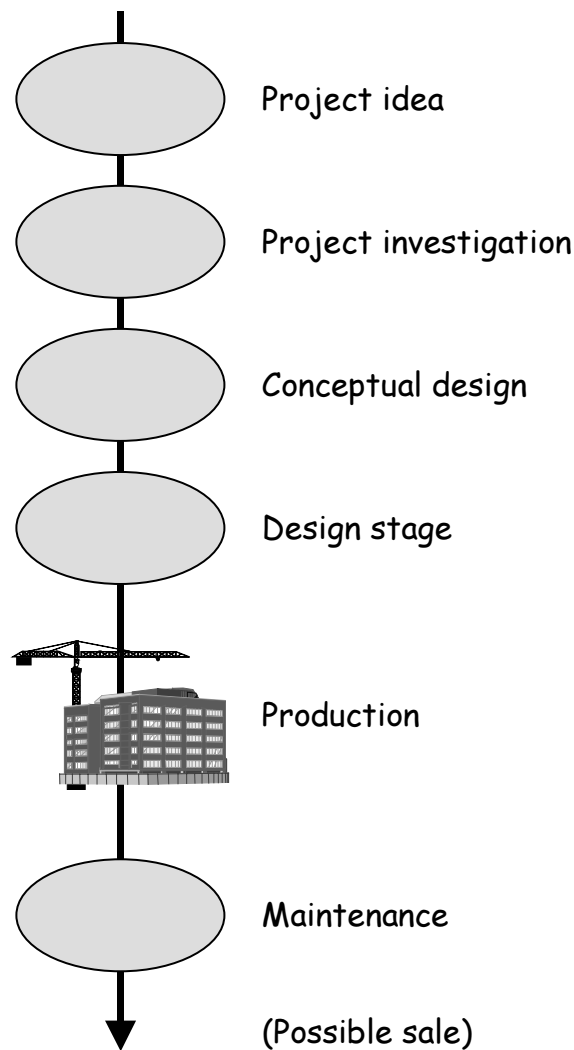 Project idea
Project investigation
Conceptual design
Design stage
Production
Maintenance
(Possible sale)